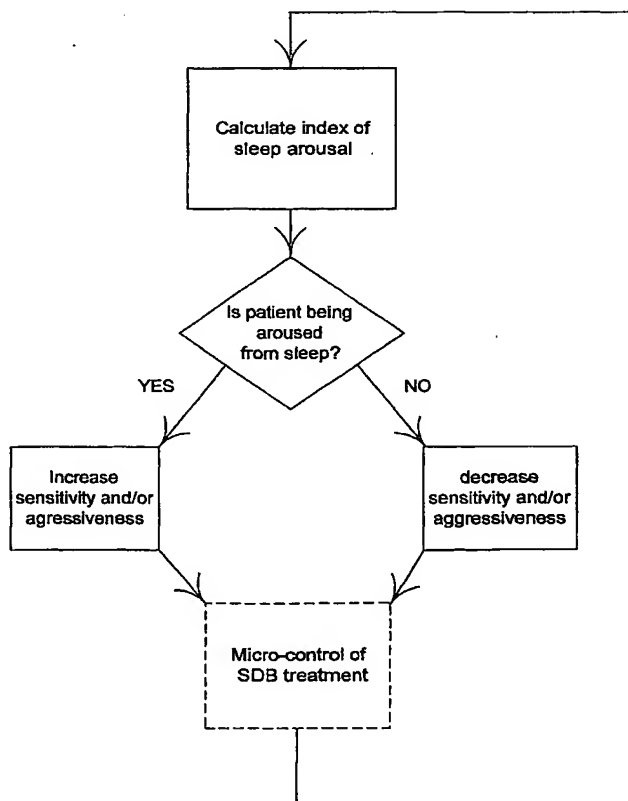 Calculate index of
sleep arousal
Is patient being
aroused
from sleep?
YES
NO
Increase
sensitivity and/or
agressiveness
decrease
sensitivity and/or
aggressiveness
Micro-control of
SDB treatment